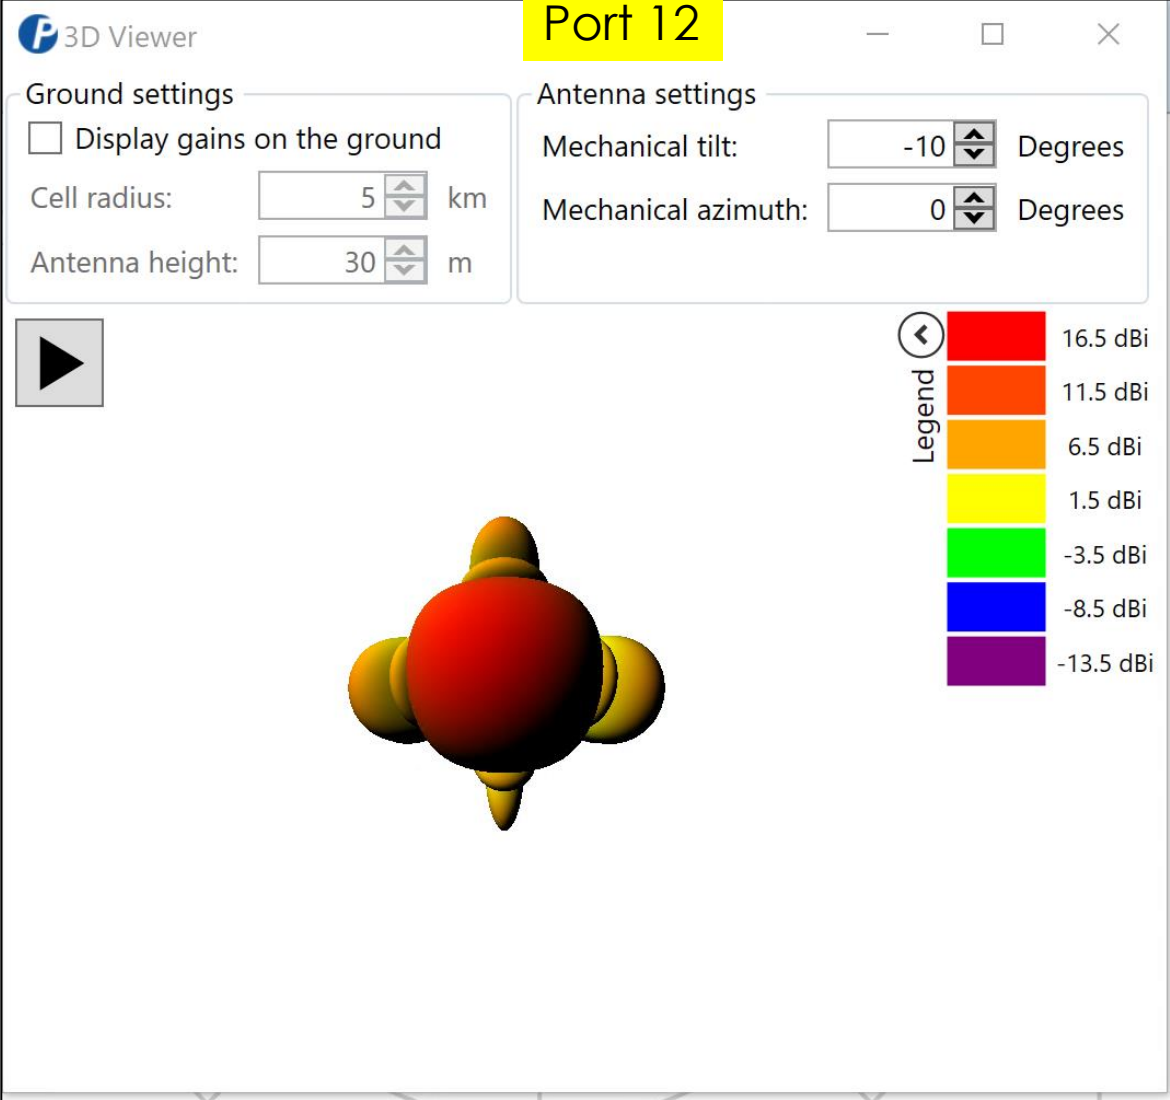 Port 12
3D Viewer
Ground settings
Display gains on the ground
Cell radius: 5 km
Antenna height: 30 m
Antenna settings
Mechanical tilt: -10 Degrees
Mechanical azimuth: 0 Degrees
Legend
16.5 dBi
11.5 dBi
6.5 dBi
1.5 dBi
-3.5 dBi
-8.5 dBi
-13.5 dBi